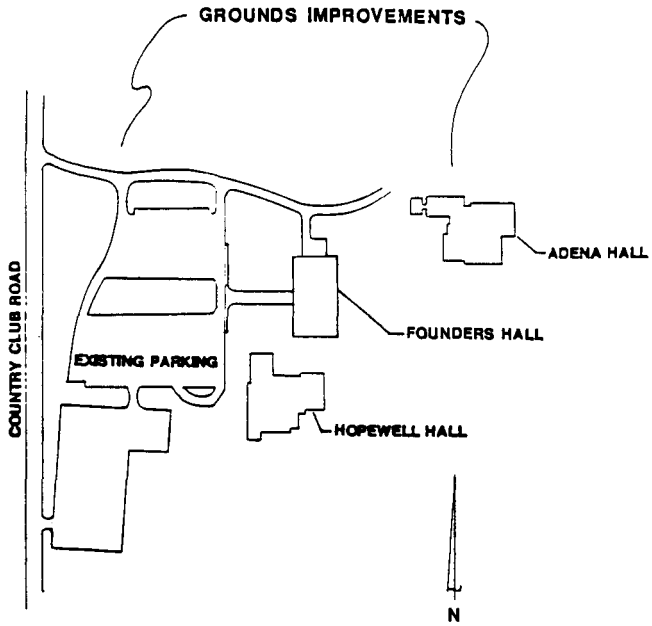 GROUNDS IMPROVEMENTS
ADENA HALL
COUNTRY CLUB ROAD
FOUNDERS HALL
EXISTING PARKING
HOPEWELL HALL
N